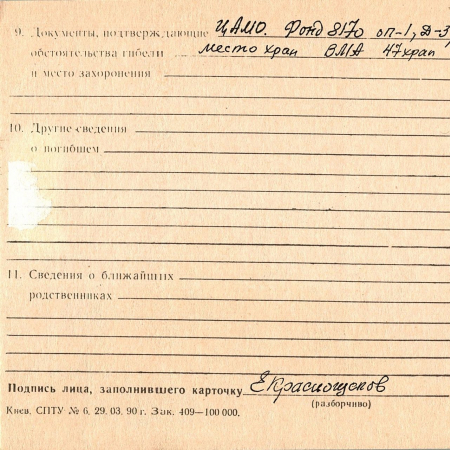 9. Документы, подтверждающие ЦАМО. Фонд 8170 оп-1, Д-3,
обстоятельства гибели место хран ВМА 47 хран
и место захоронения
10. Другие сведения
о погибшем
11. Сведения о ближайших
родственниках
Подпись лица, заполнившего карточку ЕКраснощоков
(разборчиво)
Киев. СПТУ № 6. 29. 03. 90 г. Зак. 409—100 000.